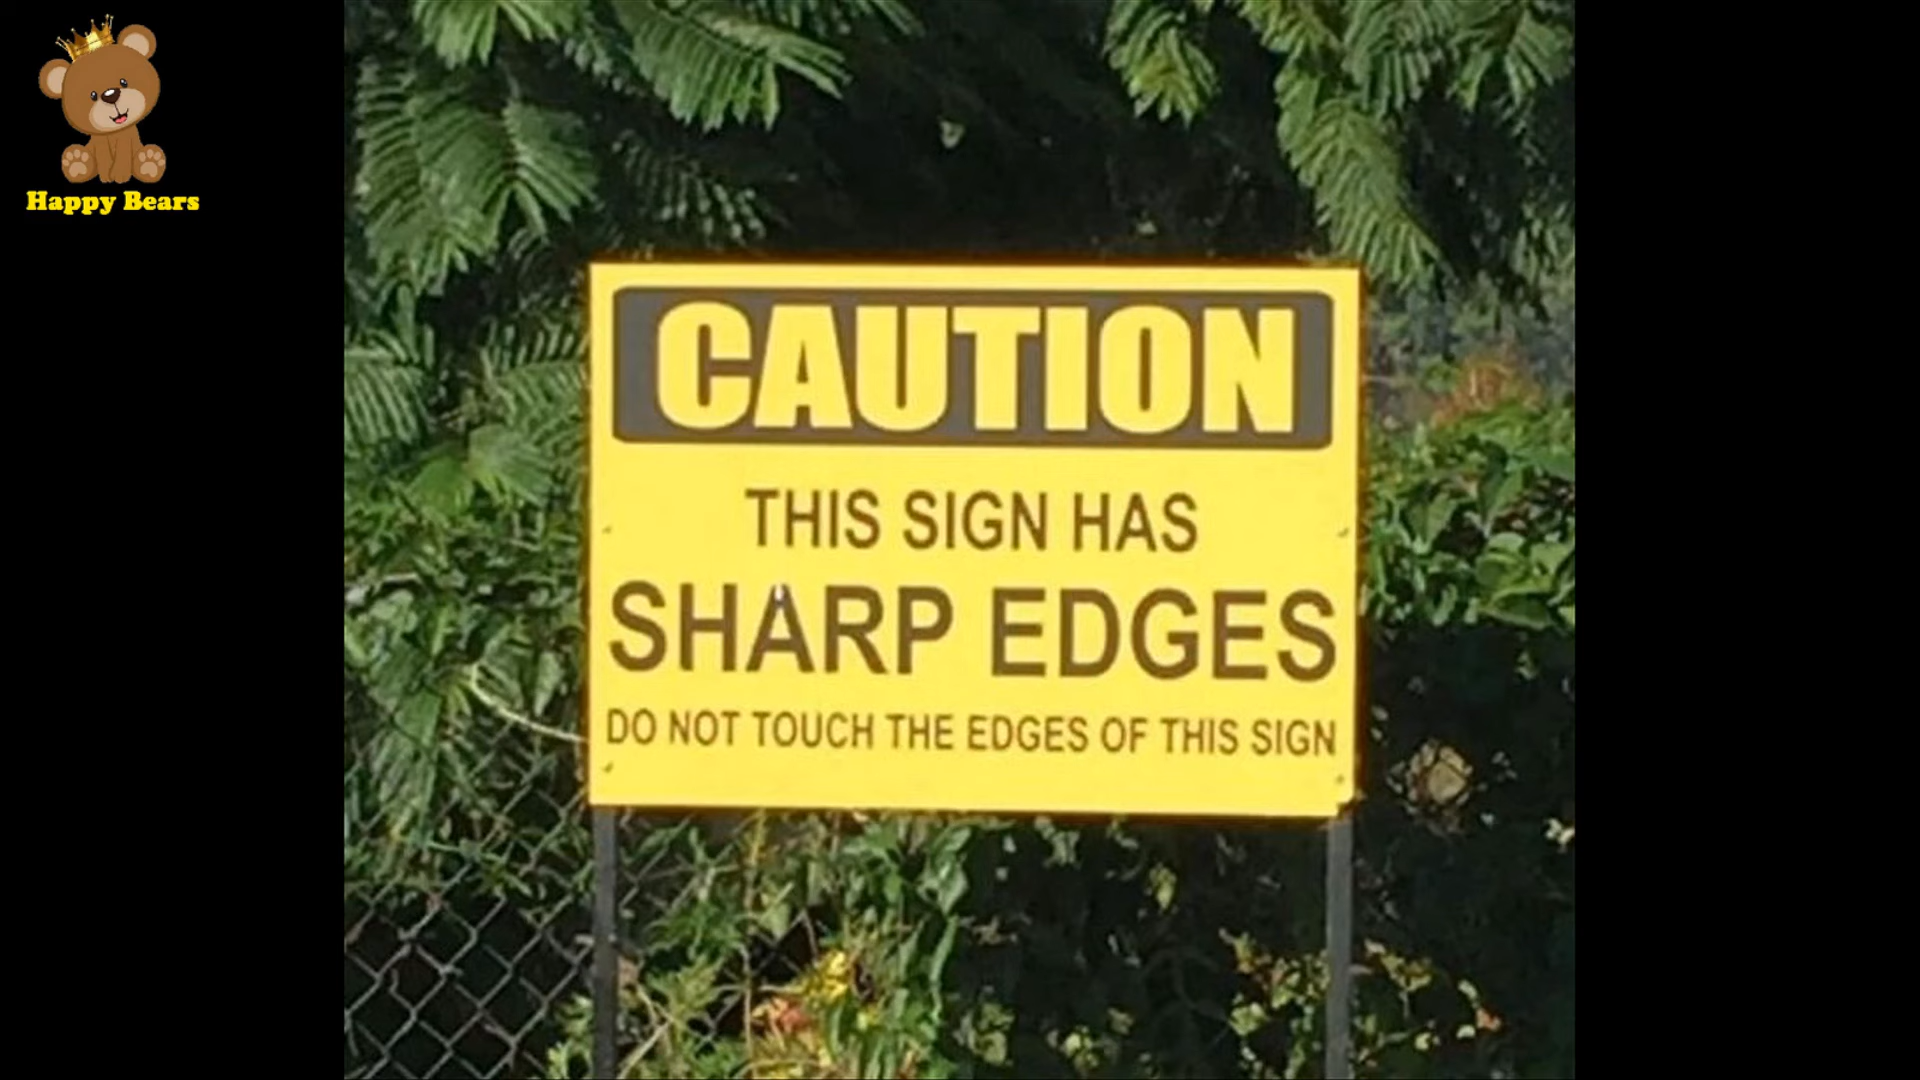 Happy Bears
CAUTION
THIS SIGN HAS
SHARP EDGES
DO NOT TOUCH THE EDGES OF THIS SIGN